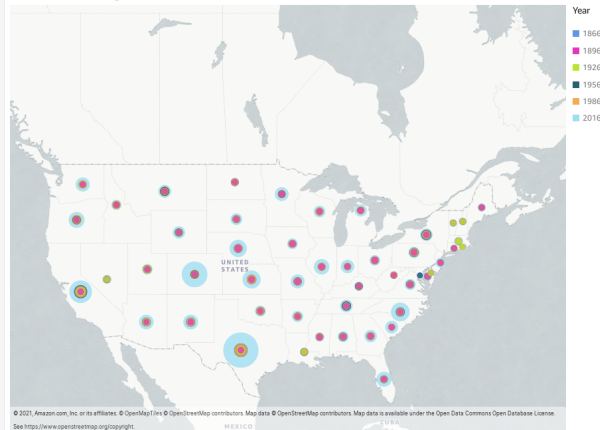 Year
1866
1896
1926
1956
1986
2016
UNITED
STATES
© 2021, Amazon.com, Inc. or its affiliates. © OpenMapTiles © OpenStreetMap contributors. Map data © OpenStreetMap contributors. Map data is available under the Open Data Commons Open Database License.
CUBA
See https://www.openstreetmap.org/copyright.
MEXICO